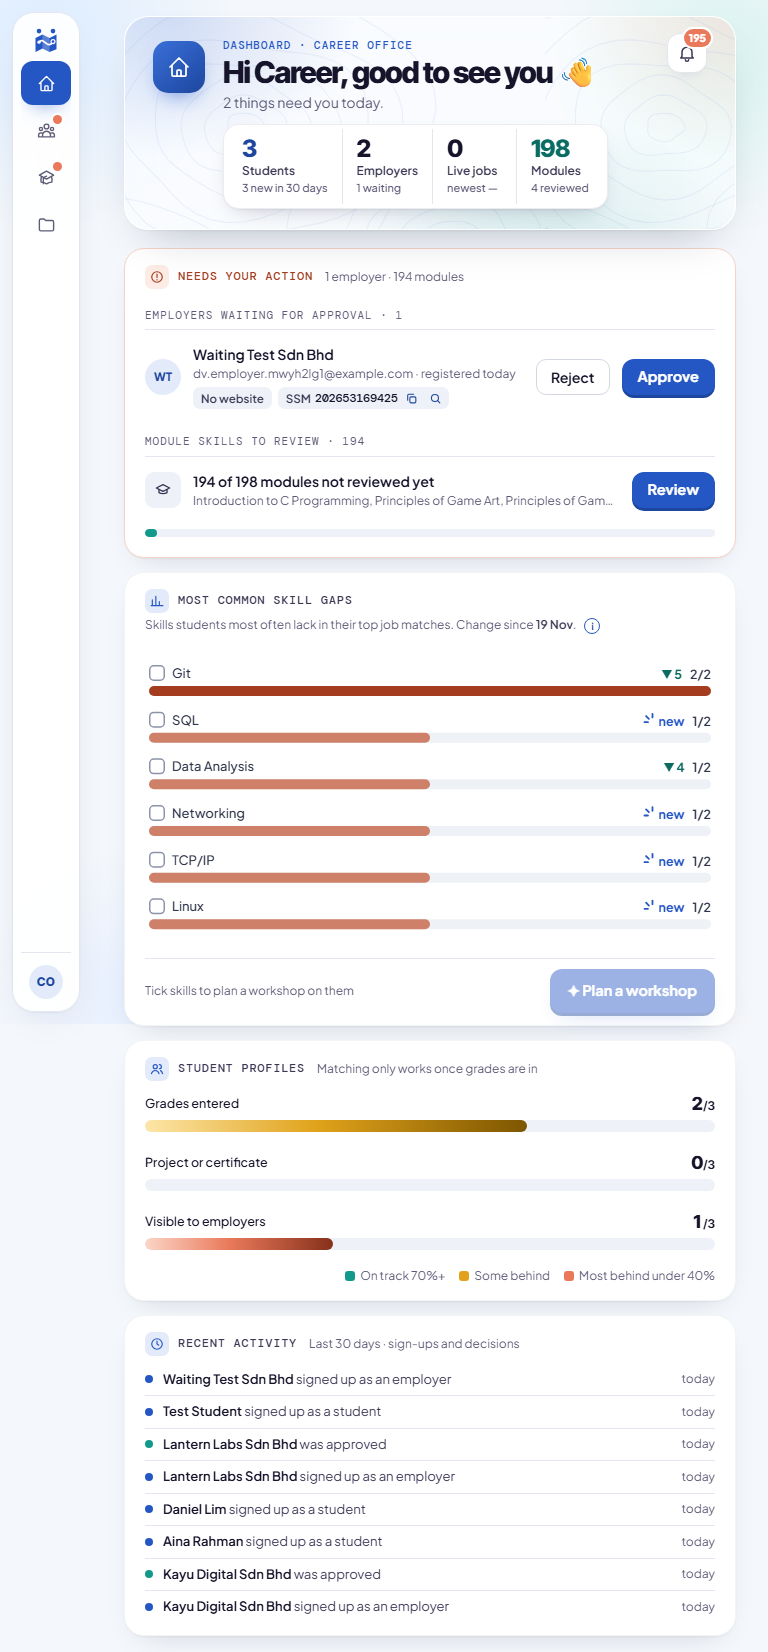 DASHBOARD · CAREER OFFICE
195
Hi Career, good to see you 👋
2 things need you today.
3 2 0 198
Students Employers Live jobs Modules
3 new in 30 days 1 waiting newest — 4 reviewed
NEEDS YOUR ACTION 1 employer · 194 modules
EMPLOYERS WAITING FOR APPROVAL · 1
WT
Waiting Test Sdn Bhd
dv.employer.mwyh2lg1@example.com · registered today
No website SSM 202653169425
Reject Approve
MODULE SKILLS TO REVIEW · 194
194 of 198 modules not reviewed yet
Introduction to C Programming, Principles of Game Art, Principles of Gam...
Review
MOST COMMON SKILL GAPS
Skills students most often lack in their top job matches. Change since 19 Nov. i
Git ▼5 2/2
SQL new 1/2
Data Analysis ▼4 1/2
Networking new 1/2
TCP/IP new 1/2
Linux new 1/2
CO
Tick skills to plan a workshop on them
✦ Plan a workshop
STUDENT PROFILES Matching only works once grades are in
Grades entered 2/3
Project or certificate 0/3
Visible to employers 1/3
On track 70%+ Some behind Most behind under 40%
RECENT ACTIVITY Last 30 days · sign-ups and decisions
Waiting Test Sdn Bhd signed up as an employer today
Test Student signed up as a student today
Lantern Labs Sdn Bhd was approved today
Lantern Labs Sdn Bhd signed up as an employer today
Daniel Lim signed up as a student today
Aina Rahman signed up as a student today
Kayu Digital Sdn Bhd was approved today
Kayu Digital Sdn Bhd signed up as an employer today